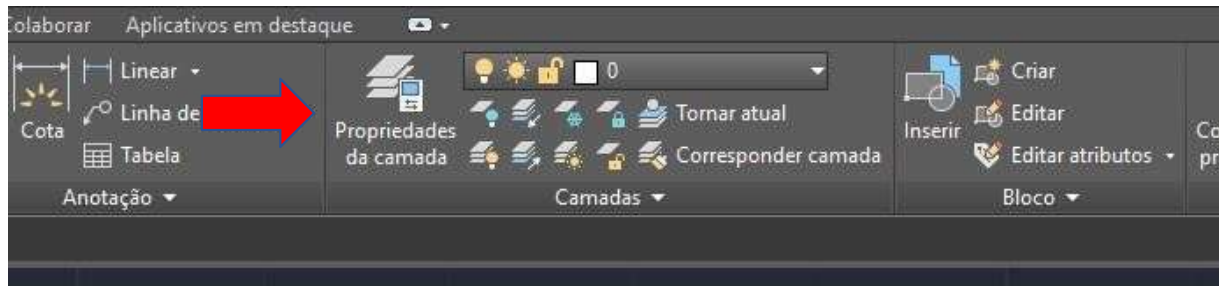 Colaborar Aplicativos em destaque
Linear
Linha de
Cota
Tabela
Anotação
Propriedades
da camada
0
Tornar atual
Corresponder camada
Camadas
Inserir
Criar
Editar
Editar atributos
Bloco